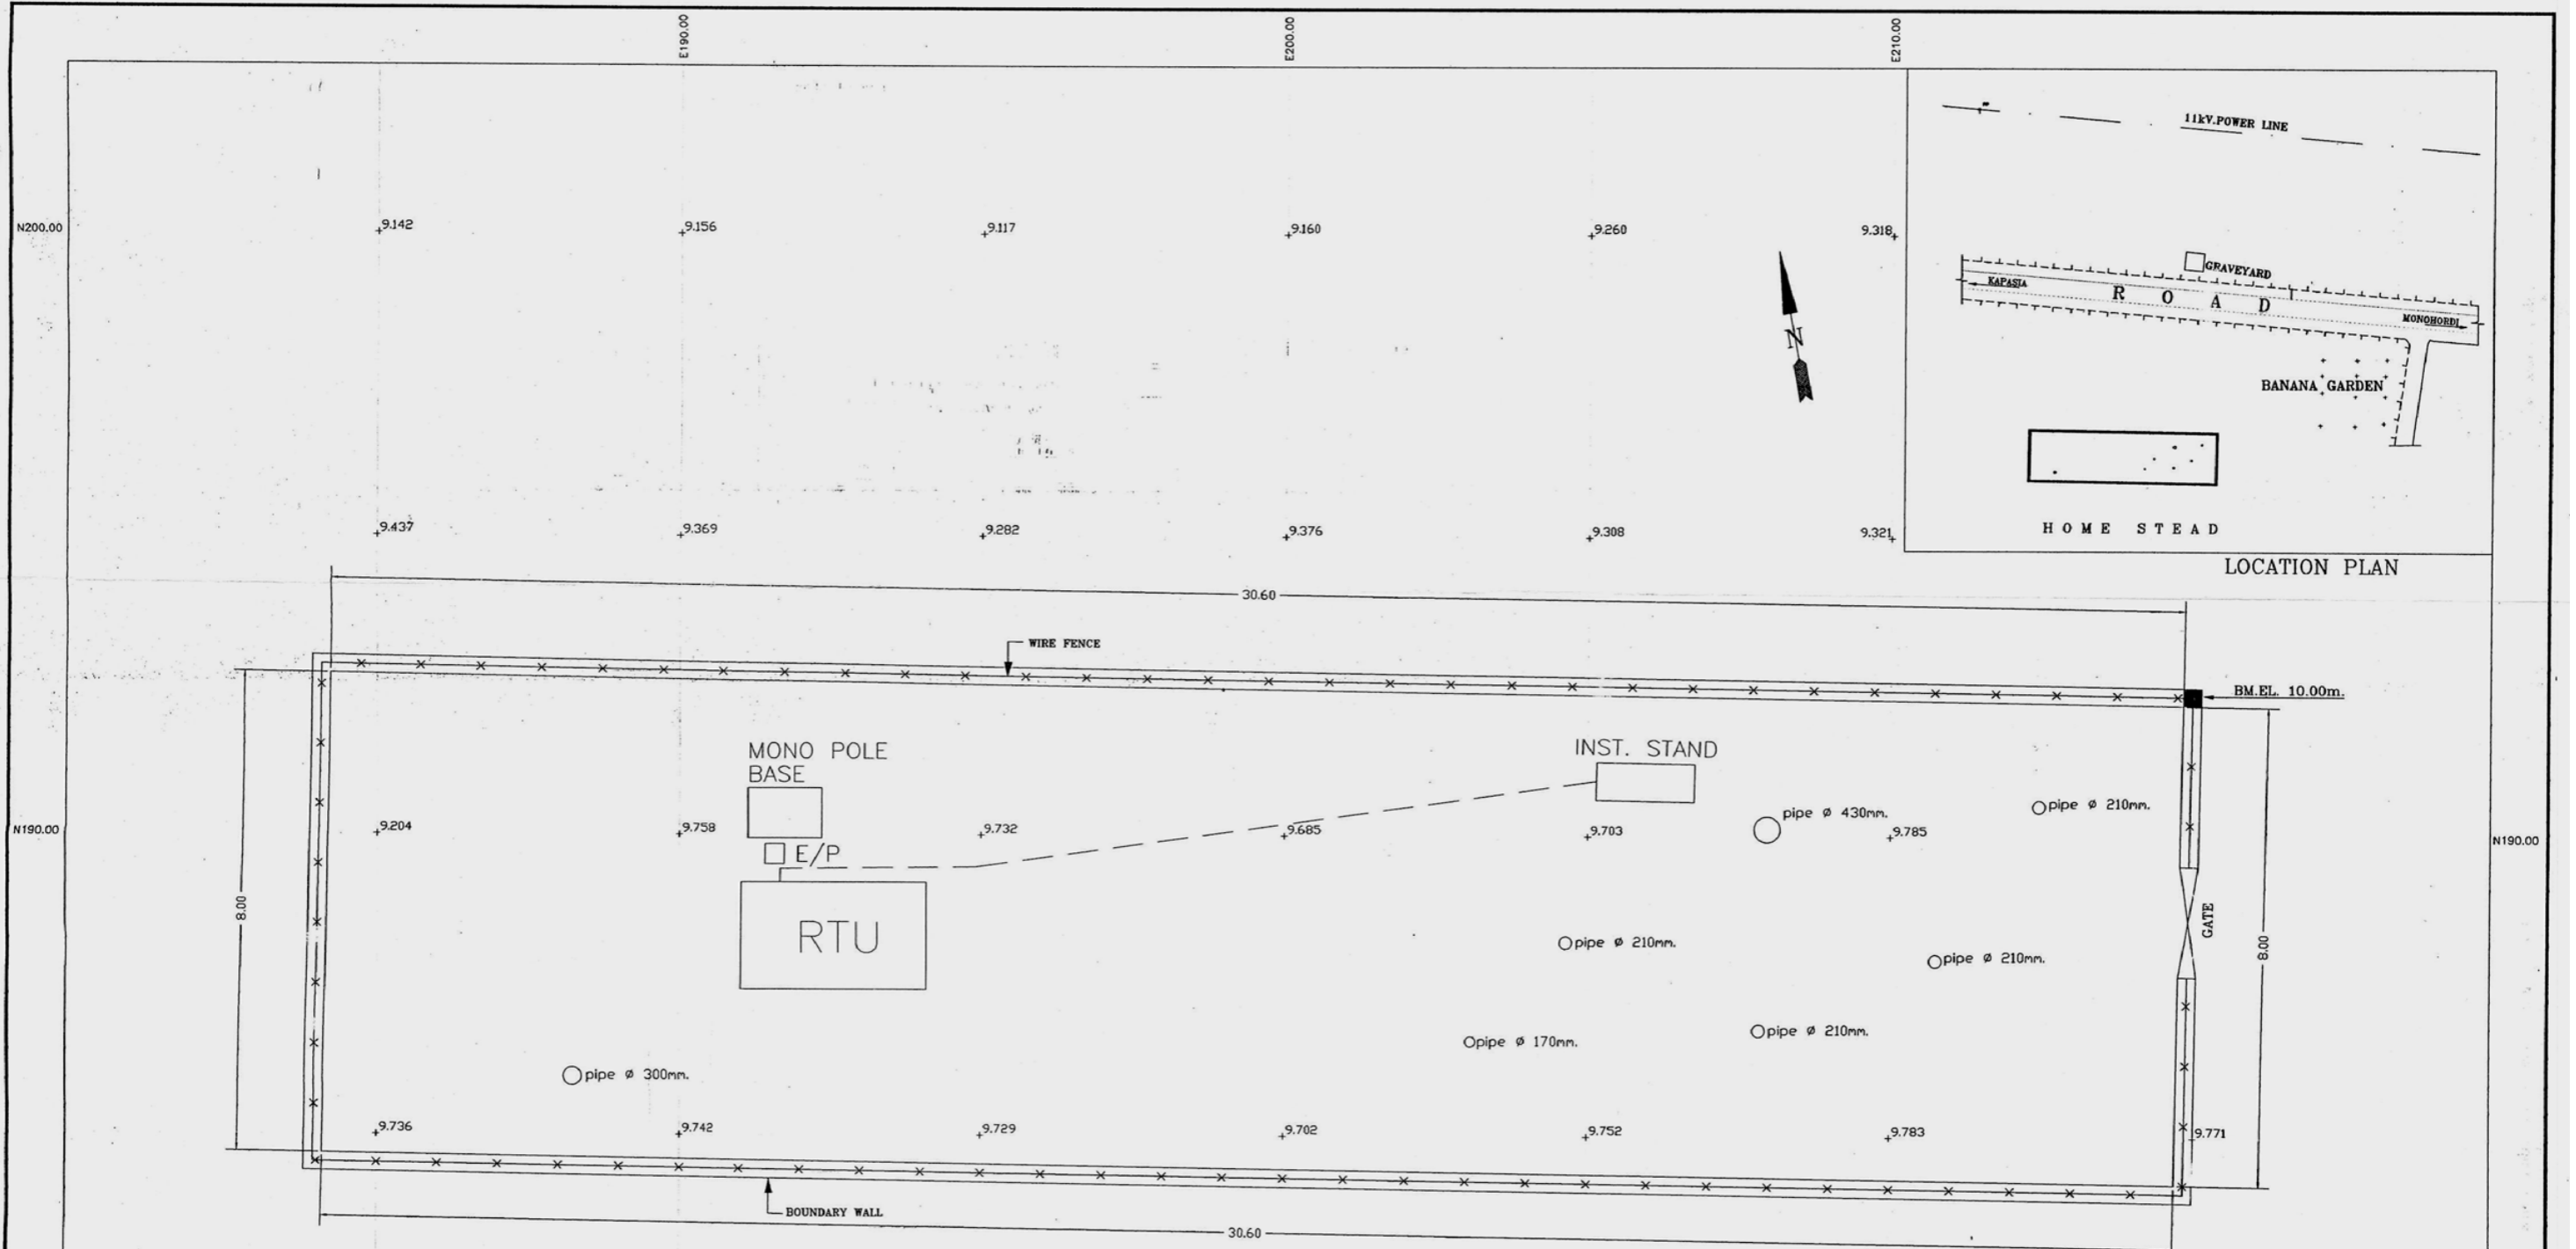 E190.00
E200.00
E210.00
11kV.POWER LINE
N200.00
9.142
9.156
9.117
9.160
9.260
9.318
GRAVEYARD
KAPASIA
R O A D
MONOHORDI
BANANA GARDEN
9.437
9.369
9.282
9.376
9.308
9.321
HOME STEAD
LOCATION PLAN
30.60
WIRE FENCE
BM.EL. 10.00m.
MONO POLE
BASE
INST. STAND
pipe ø 430mm.
pipe ø 210mm.
N190.00
9.204
9.758
9.732
9.685
9.703
9.785
N190.00
E/P
8.00
RTU
pipe ø 210mm.
pipe ø 210mm.
GATE
8.00
pipe ø 170mm.
pipe ø 210mm.
pipe ø 300mm.
9.736
9.742
9.729
9.702
9.752
9.783
9.771
BOUNDARY WALL
30.60
N